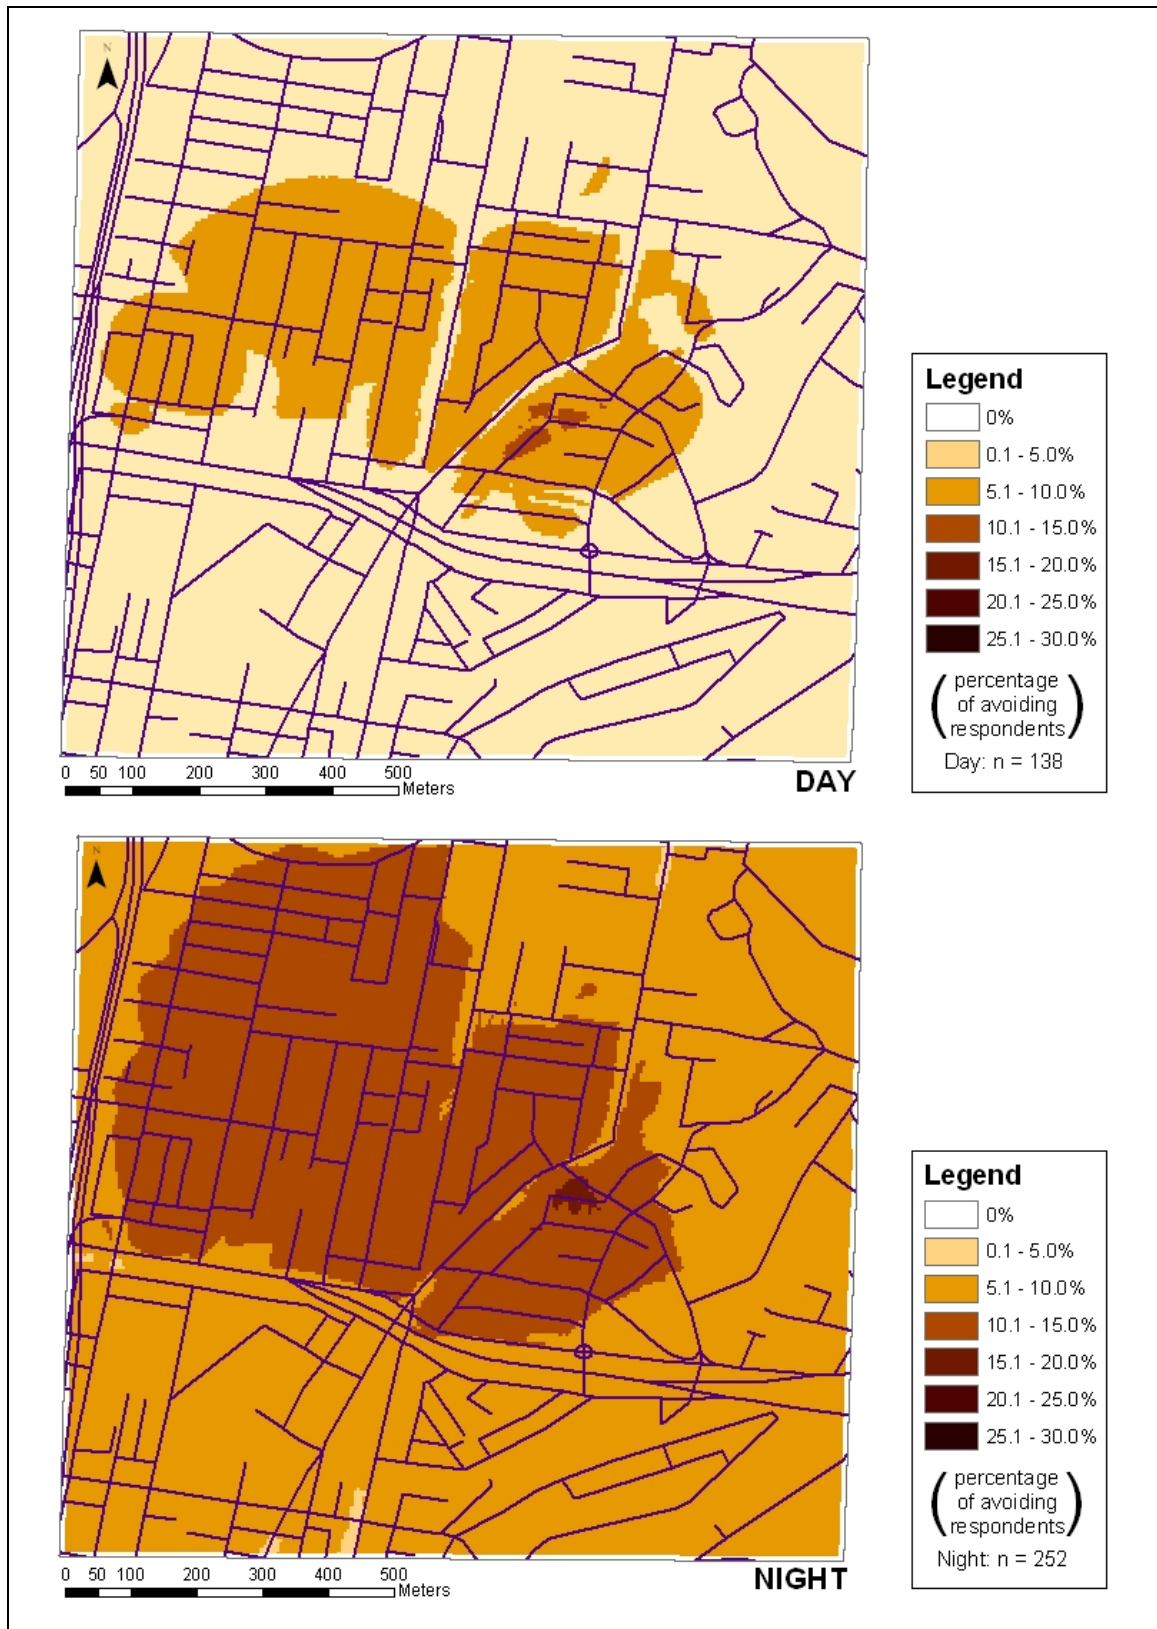 N
Legend
0%
0.1 - 5.0%
5.1 - 10.0%
10.1 - 15.0%
15.1 - 20.0%
20.1 - 25.0%
25.1 - 30.0%
( percentage
of avoiding
respondents )
Day: n = 138
0 50 100 200 300 400 500
Meters
DAY
N
Legend
0%
0.1 - 5.0%
5.1 - 10.0%
10.1 - 15.0%
15.1 - 20.0%
20.1 - 25.0%
25.1 - 30.0%
( percentage
of avoiding
respondents )
Night: n = 252
0 50 100 200 300 400 500
Meters
NIGHT